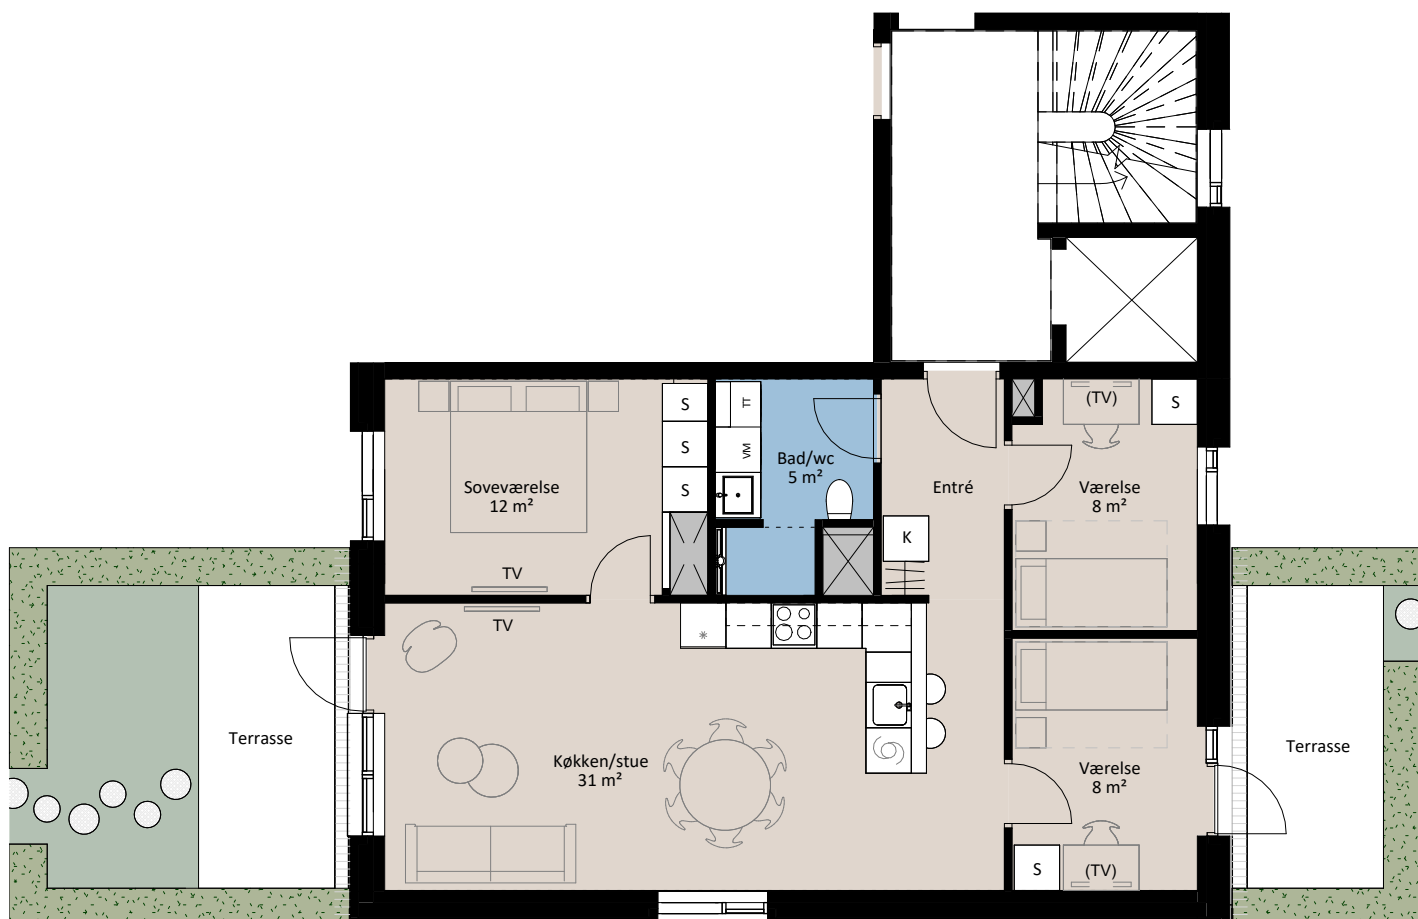 (TV)
S
S
S
S
TT
VM
Bad/wc
5 m²
Soveværelse
12 m²
Entré
Værelse
8 m²
K
TV
TV
Terrasse
Køkken/stue
31 m²
Værelse
8 m²
Terrasse
S
(TV)